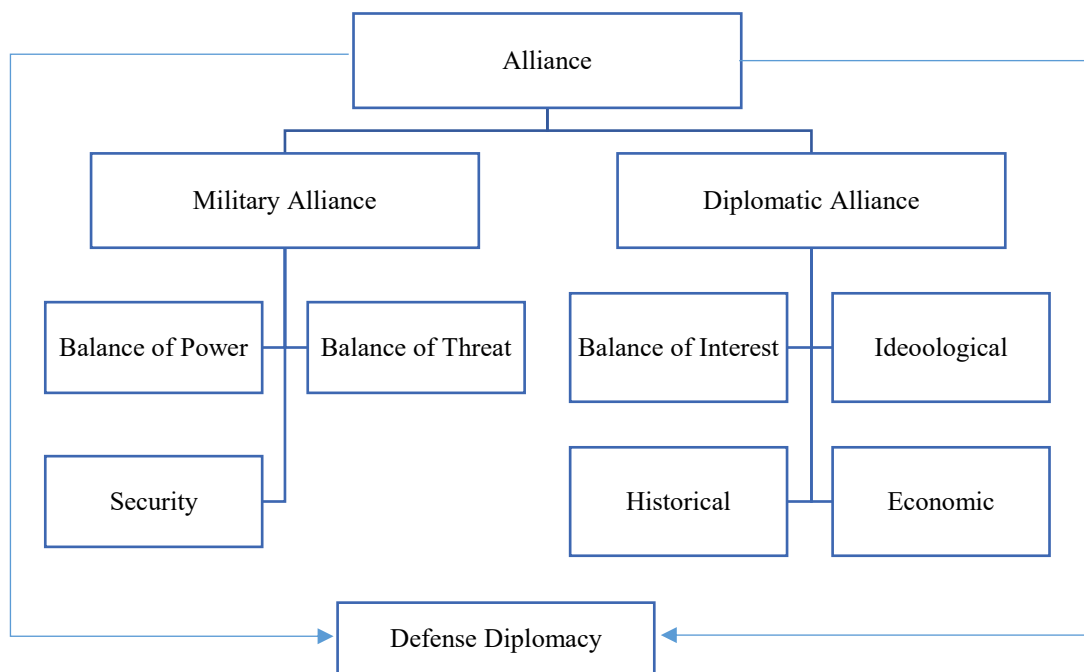 Alliance
Military Alliance
Diplomatic Alliance
Balance of Power
Balance of Threat
Balance of Interest
Ideoological
Security
Historical
Economic
Defense Diplomacy